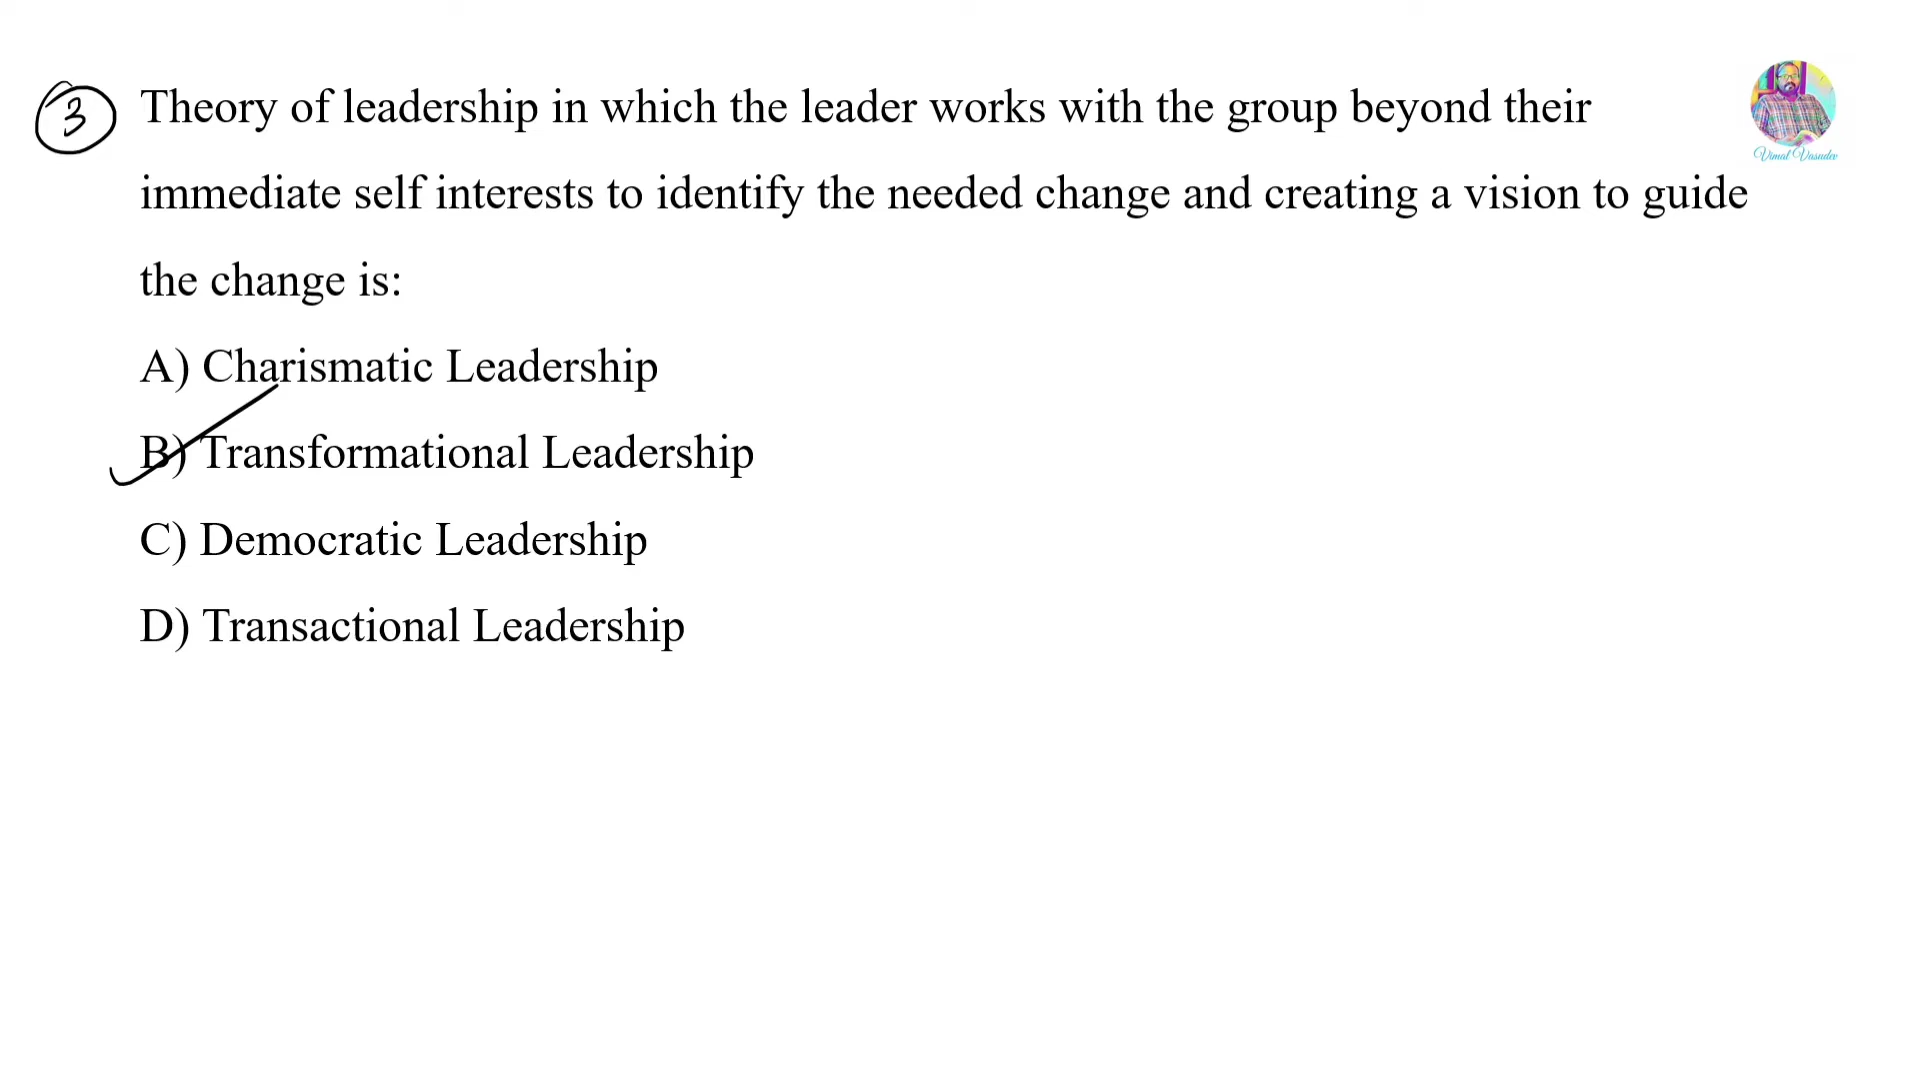 3 Theory of leadership in which the leader works with the group beyond their
Vimal Vasudev
immediate self interests to identify the needed change and creating a vision to guide
the change is:
A) Charismatic Leadership
B) Transformational Leadership
C) Democratic Leadership
D) Transactional Leadership